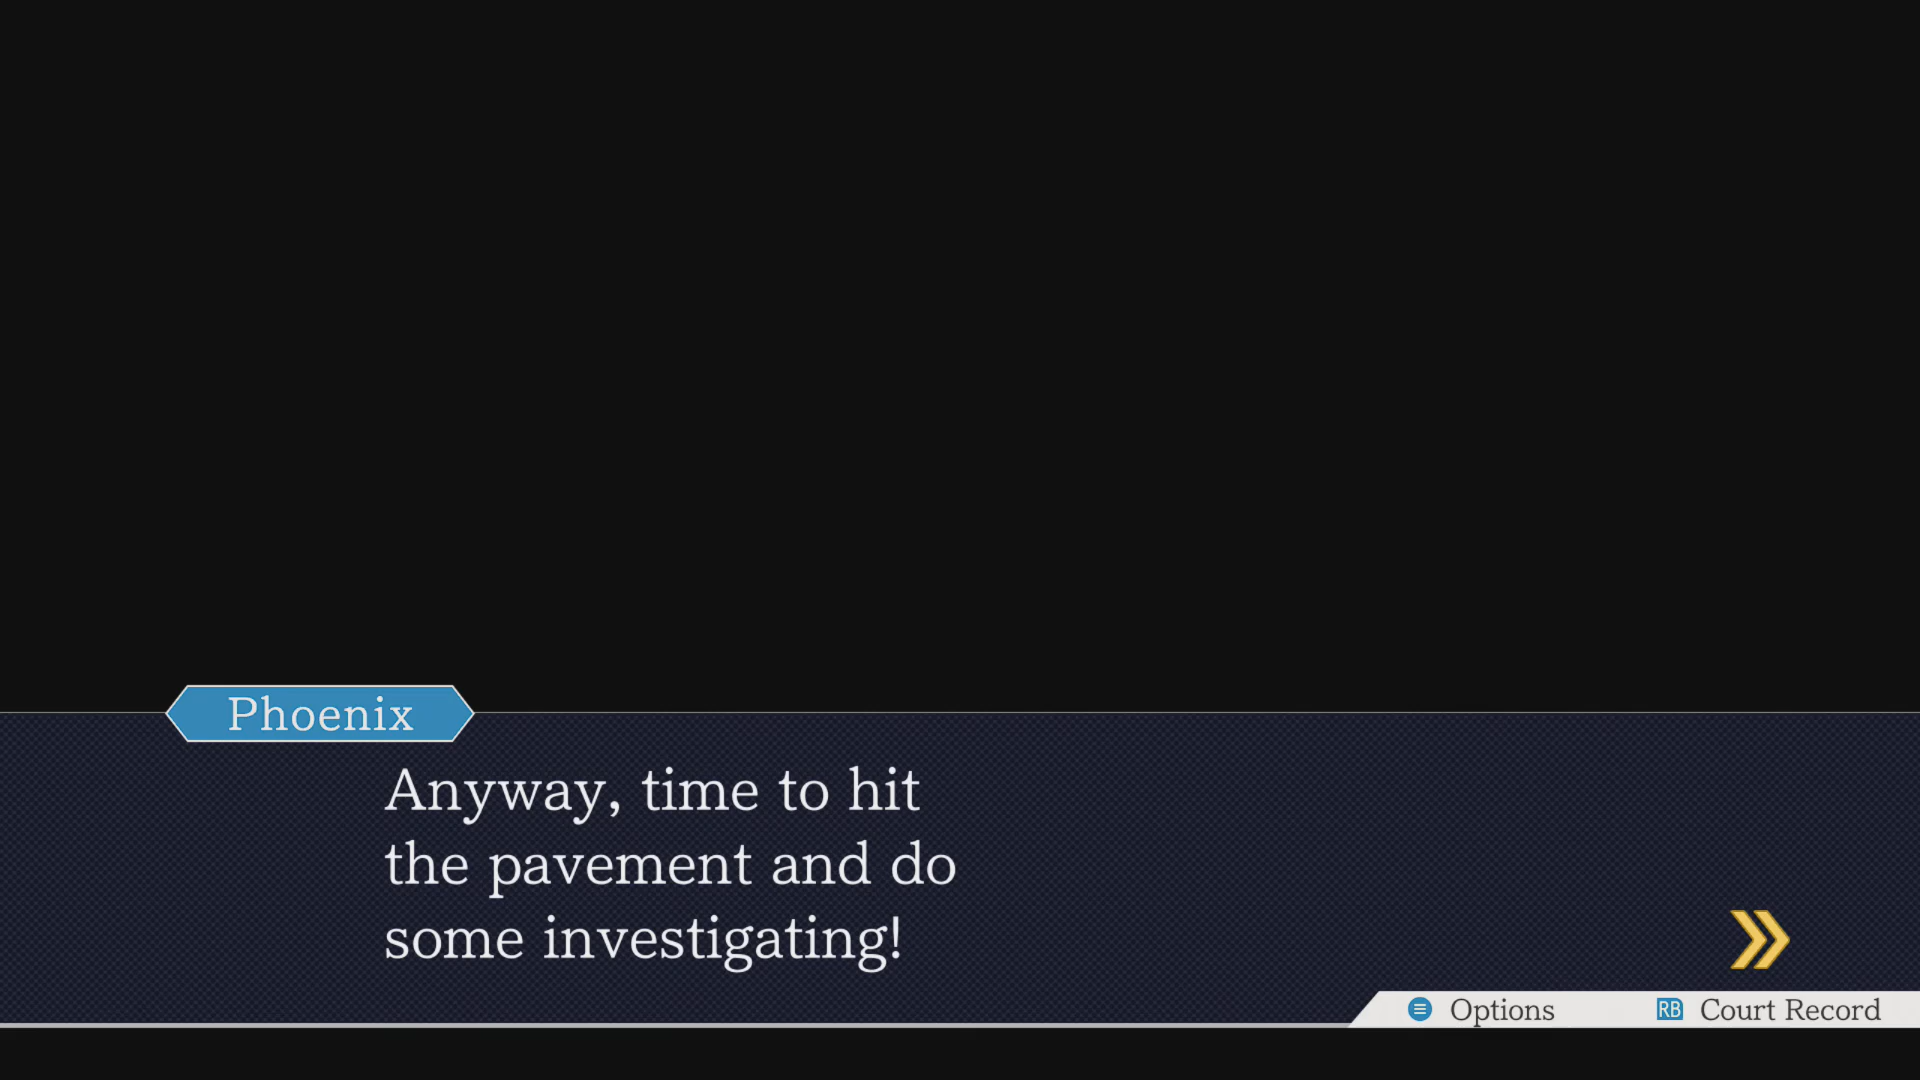 Phoenix
Anyway, time to hit
the pavement and do
some investigating!
Options
RB Court Record